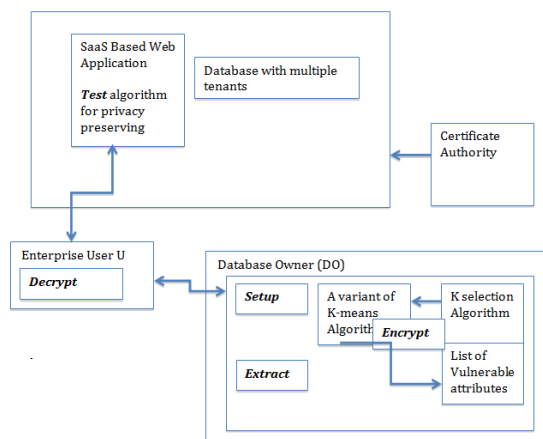 SaaS Based Web
Application
Test algorithm
for privacy
preserving
Database with multiple
tenants
Certificate
Authority
Enterprise User U
Decrypt
Database Owner (DO)
Setup
A variant of
K-means
Algorith
Encrypt
K selection
Algorithm
Extract
List of
Vulnerable
attributes